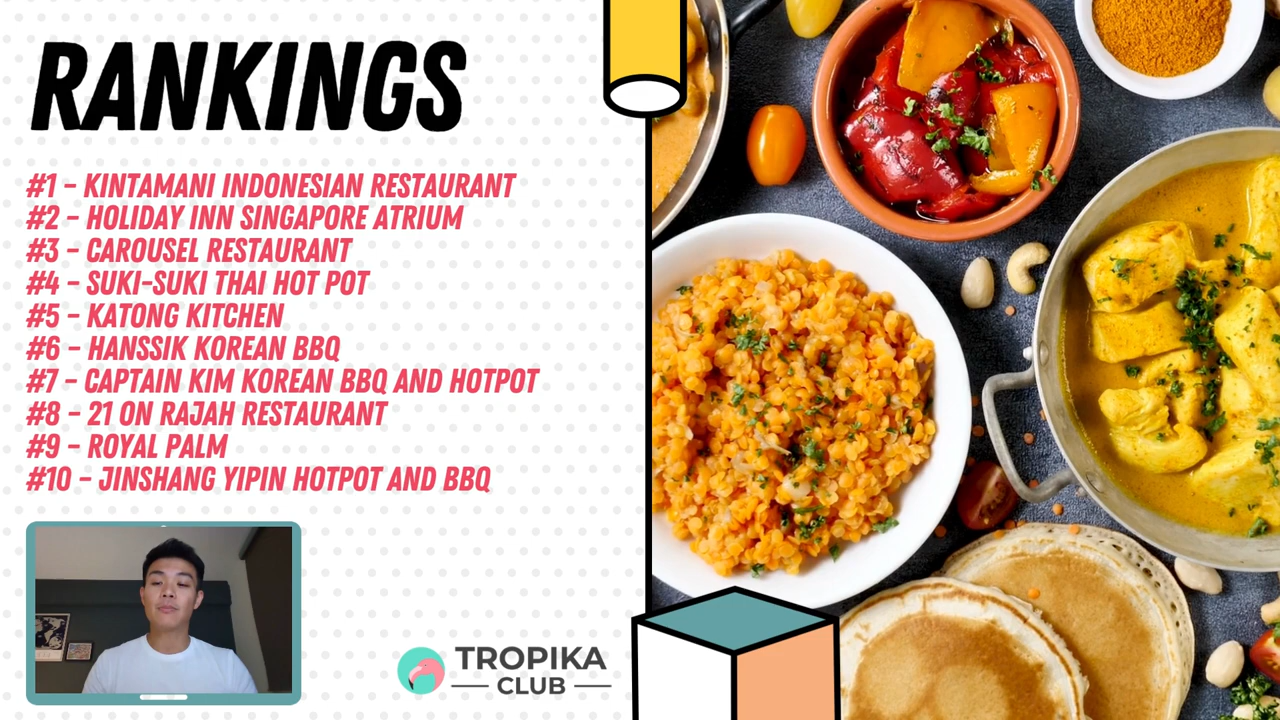 RANKINGS
#1 – KINTAMANI INDONESIAN RESTAURANT
#2 – HOLIDAY INN SINGAPORE ATRIUM
#3 – CAROUSEL RESTAURANT
#4 – SUKI-SUKI THAI HOT POT
#5 – KATONG KITCHEN
#6 – HANSSIK KOREAN BBQ
#7 – CAPTAIN KIM KOREAN BBQ AND HOTPOT
#8 – 21 ON RAJAH RESTAURANT
#9 – ROYAL PALM
#10 – JINSHANG YIPIN HOTPOT AND BBQ
TROPIKA
CLUB